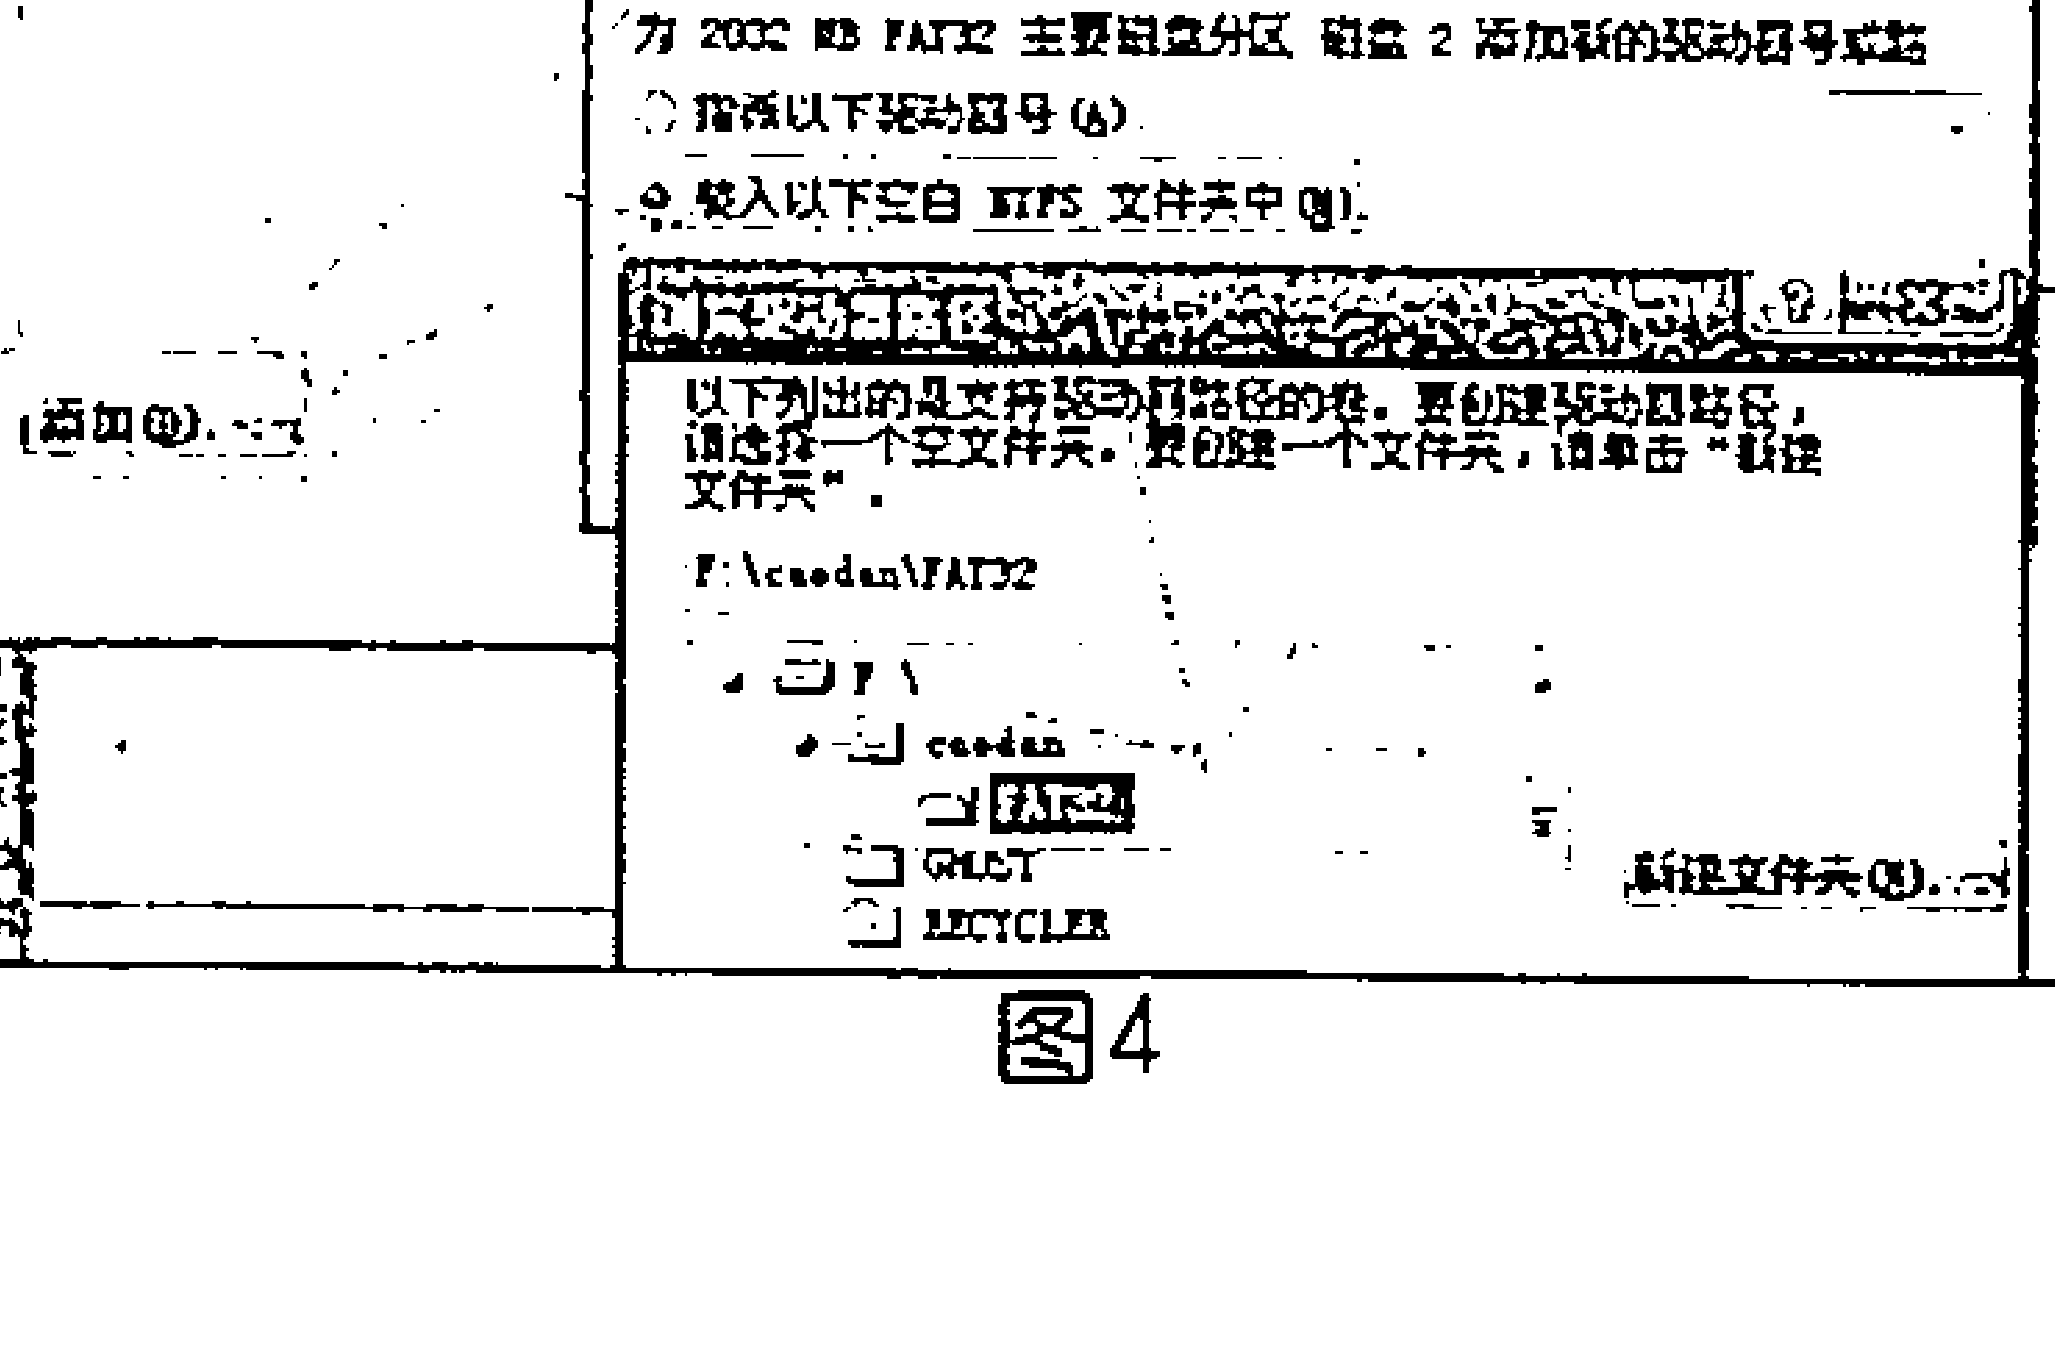 为 2032 MB FAT32 主要磁盘分区 磁盘 2 添加新的驱动器号或路
指派以下驱动器号(A)
装入以下空白 NTFS 文件夹中(M)
以下列出的是支持驱动器路径的卷。要创建驱动器路径，
请选择一个空文件夹。要创建一个文件夹，请单击“新建
文件夹”.
添加(D)...
F:\caodan\FAT32
F \
caodan
FAT32
GHOST
新建文件夹(N)...
RECYCLER
图4